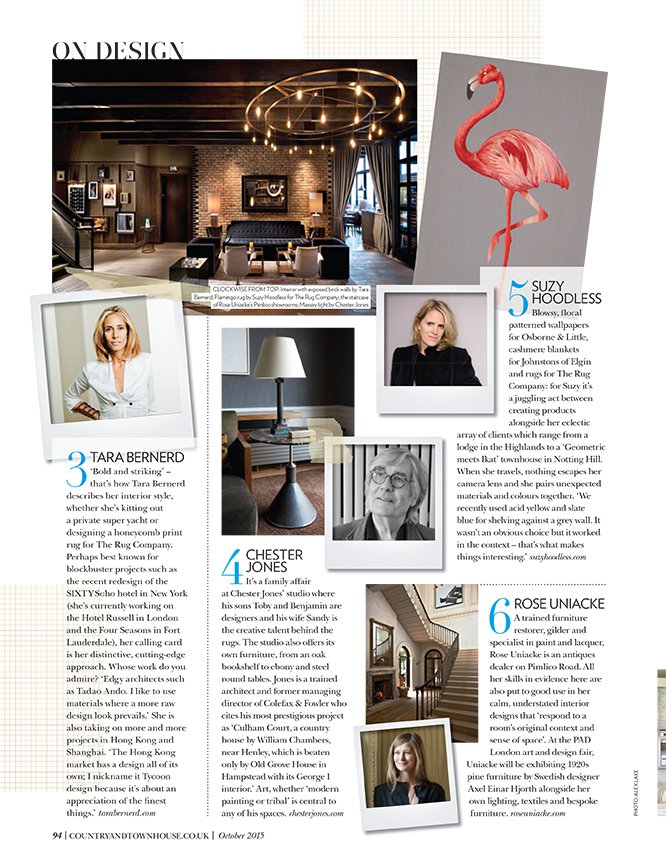 ON DESIGN
CLOCKWISE FROM TOP: Interior with exposed brick walls by Tara
Bernerd; Flamingo rug by Suzy Hoodless for The Rug Company; the staircase
of Rose Uniacke's Pimlico showrooms; Massey light by Chester Jones
3 TARA BERNERD
'Bold and striking' –
that's how Tara Bernerd
describes her interior style,
whether she's kitting out
a private super yacht or
designing a honeycomb print
rug for The Rug Company.
Perhaps best known for
blockbuster projects such as
the recent redesign of the
SIXTY Soho hotel in New York
(she's currently working on
the Hotel Russell in London
and the Four Seasons in Fort
Lauderdale), her calling card
is her distinctive, cutting-edge
approach. Whose work do you
admire? 'Edgy architects such
as Tadao Ando. I like to use
materials where a more raw
design look prevails.' She is
also taking on more and more
projects in Hong Kong and
Shanghai. 'The Hong Kong
market has a design all of its
own; I nickname it Tycoon
design because it's about an
appreciation of the finest
things.' tarabernerd.com
4 CHESTER
JONES
It's a family affair
at Chester Jones' studio where
his sons Toby and Benjamin are
designers and his wife Sandy is
the creative talent behind the
rugs. The studio also offers its
own furniture, from an oak
bookshelf to ebony and steel
round tables. Jones is a trained
architect and former managing
director of Colefax & Fowler who
cites his most prestigious project
as 'Culham Court, a country
house by William Chambers,
near Henley, which is beaten
only by Old Grove House in
Hampstead with its George I
interior.' Art, whether 'modern
painting or tribal' is central to
any of his spaces. chesterjones.com
5 SUZY
HOODLESS
Blowsy, floral
patterned wallpapers
for Osborne & Little,
cashmere blankets
for Johnstons of Elgin
and rugs for The Rug
Company: for Suzy it's
a juggling act between
creating products
alongside her eclectic
array of clients which range from a
lodge in the Highlands to a 'Geometric
meets Ikat' townhouse in Notting Hill.
When she travels, nothing escapes her
camera lens and she pairs unexpected
materials and colours together. 'We
recently used acid yellow and slate
blue for shelving against a grey wall. It
wasn't an obvious choice but it worked
in the context – that's what makes
things interesting.' suzyhoodless.com
6 ROSE UNIACKE
A trained furniture
restorer, gilder and
specialist in paint and lacquer,
Rose Uniacke is an antiques
dealer on Pimlico Road. All
her skills in evidence here are
also put to good use in her
calm, understated interior
designs that 'respond to a
room's original context and
sense of space'. At the PAD
London art and design fair,
Uniacke will be exhibiting 1920s
pine furniture by Swedish designer
Axel Einar Hjorth alongside her
own lighting, textiles and bespoke
furniture. roseuniacke.com
PHOTO: ALEX LAKE
94 | COUNTRYANDTOWNHOUSE.CO.UK | October 2015